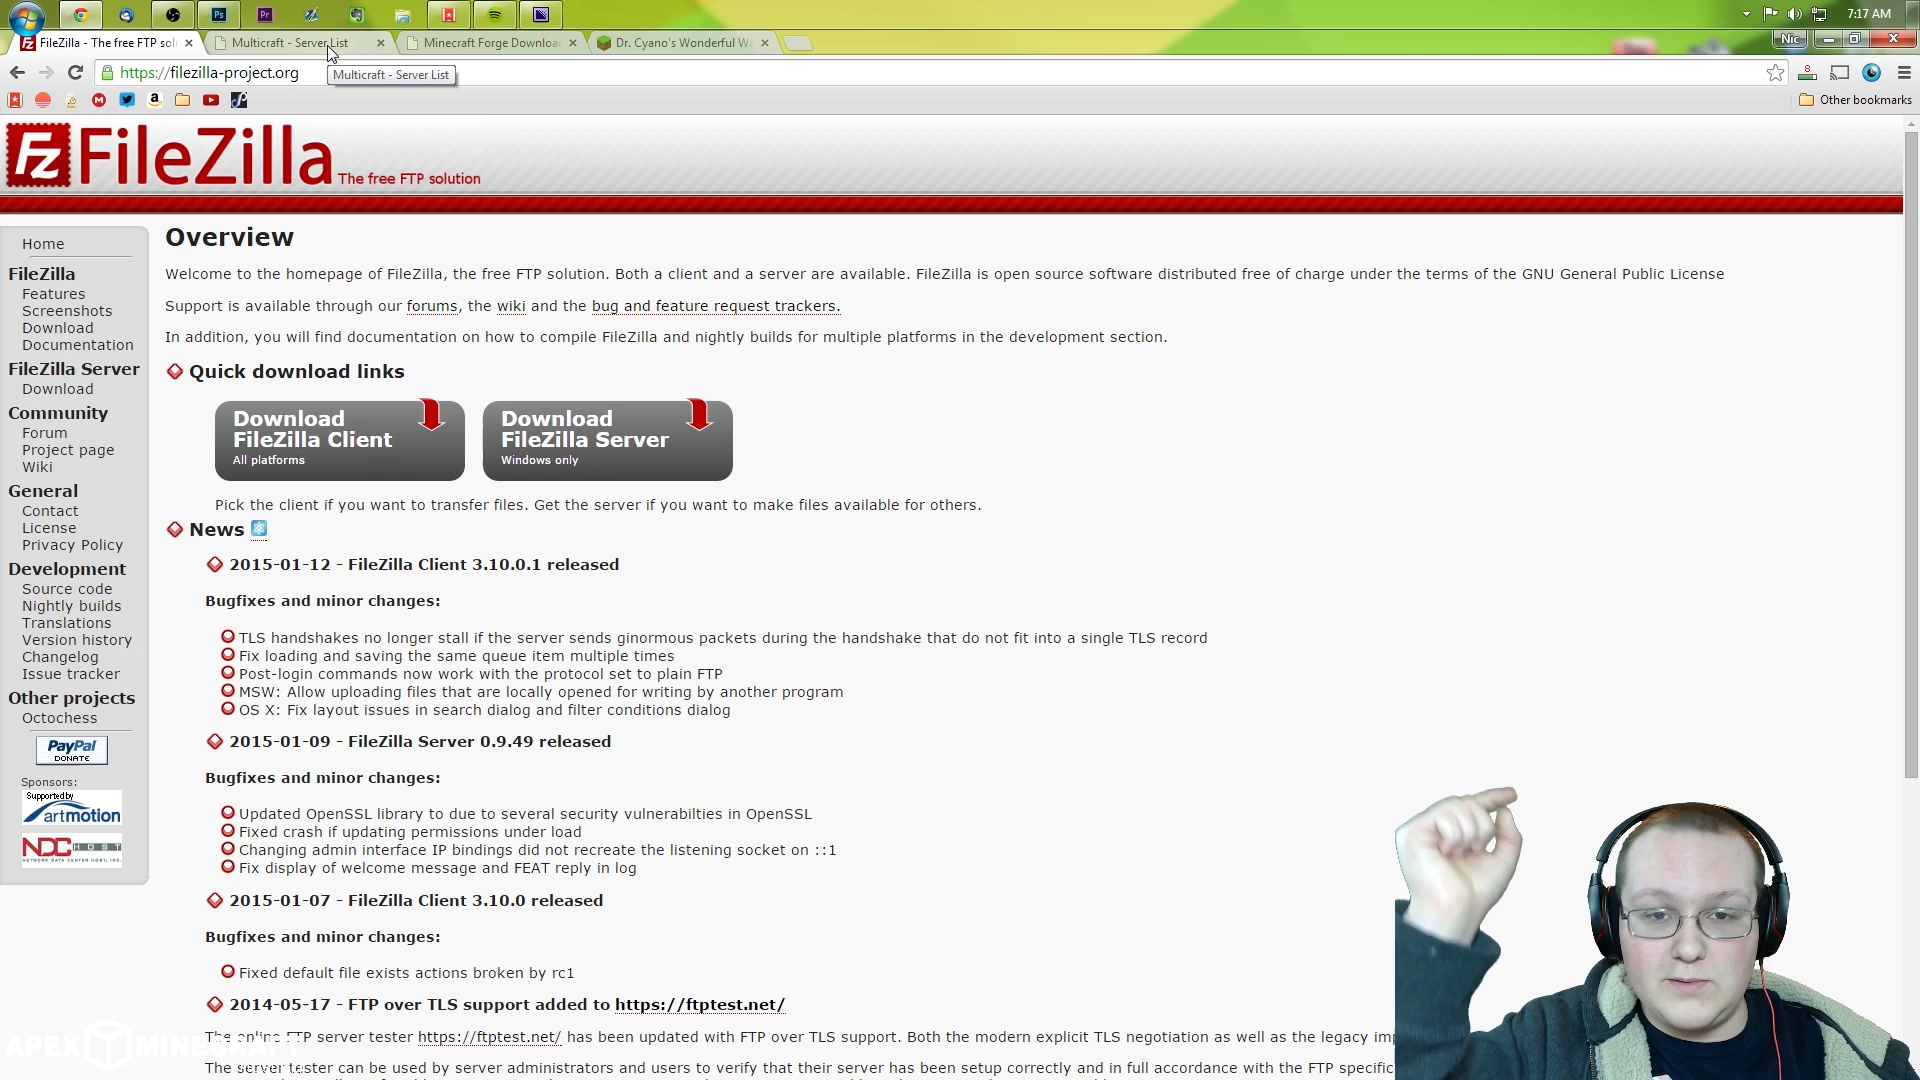 7:17 AM
FileZilla - The free FTP sol
Multicraft - Server List
Minecraft Forge Downloa
Dr. Cyano's Wonderful Wa
Nic
https://filezilla-project.org
Multicraft - Server List
8
Other bookmarks
Fz FileZilla The free FTP solution
Home
FileZilla
Features
Screenshots
Download
Documentation
FileZilla Server
Download
Community
Forum
Project page
Wiki
General
Contact
License
Privacy Policy
Development
Source code
Nightly builds
Translations
Version history
Changelog
Issue tracker
Other projects
Octochess
PayPal
DONATE
Sponsors:
Supported by
artmotion
NDCHOST
NETWORK DATA CENTER HOST, INC.
Overview
Welcome to the homepage of FileZilla, the free FTP solution. Both a client and a server are available. FileZilla is open source software distributed free of charge under the terms of the GNU General Public License
Support is available through our forums, the wiki and the bug and feature request trackers.
In addition, you will find documentation on how to compile FileZilla and nightly builds for multiple platforms in the development section.
Quick download links
Download
FileZilla Client
All platforms
Download
FileZilla Server
Windows only
Pick the client if you want to transfer files. Get the server if you want to make files available for others.
News
2015-01-12 - FileZilla Client 3.10.0.1 released
Bugfixes and minor changes:
TLS handshakes no longer stall if the server sends ginormous packets during the handshake that do not fit into a single TLS record
Fix loading and saving the same queue item multiple times
Post-login commands now work with the protocol set to plain FTP
MSW: Allow uploading files that are locally opened for writing by another program
OS X: Fix layout issues in search dialog and filter conditions dialog
2015-01-09 - FileZilla Server 0.9.49 released
Bugfixes and minor changes:
Updated OpenSSL library to due to several security vulnerabilties in OpenSSL
Fixed crash if updating permissions under load
Changing admin interface IP bindings did not recreate the listening socket on ::1
Fix display of welcome message and FEAT reply in log
2015-01-07 - FileZilla Client 3.10.0 released
Bugfixes and minor changes:
Fixed default file exists actions broken by rc1
2014-05-17 - FTP over TLS support added to https://ftptest.net/
The online FTP server tester https://ftptest.net/ has been updated with FTP over TLS support. Both the modern explicit TLS negotiation as well as the legacy im
The server tester can be used by server administrators and users to verify that their server has been setup correctly and in full accordance with the FTP specific
APEX MINECRAFT